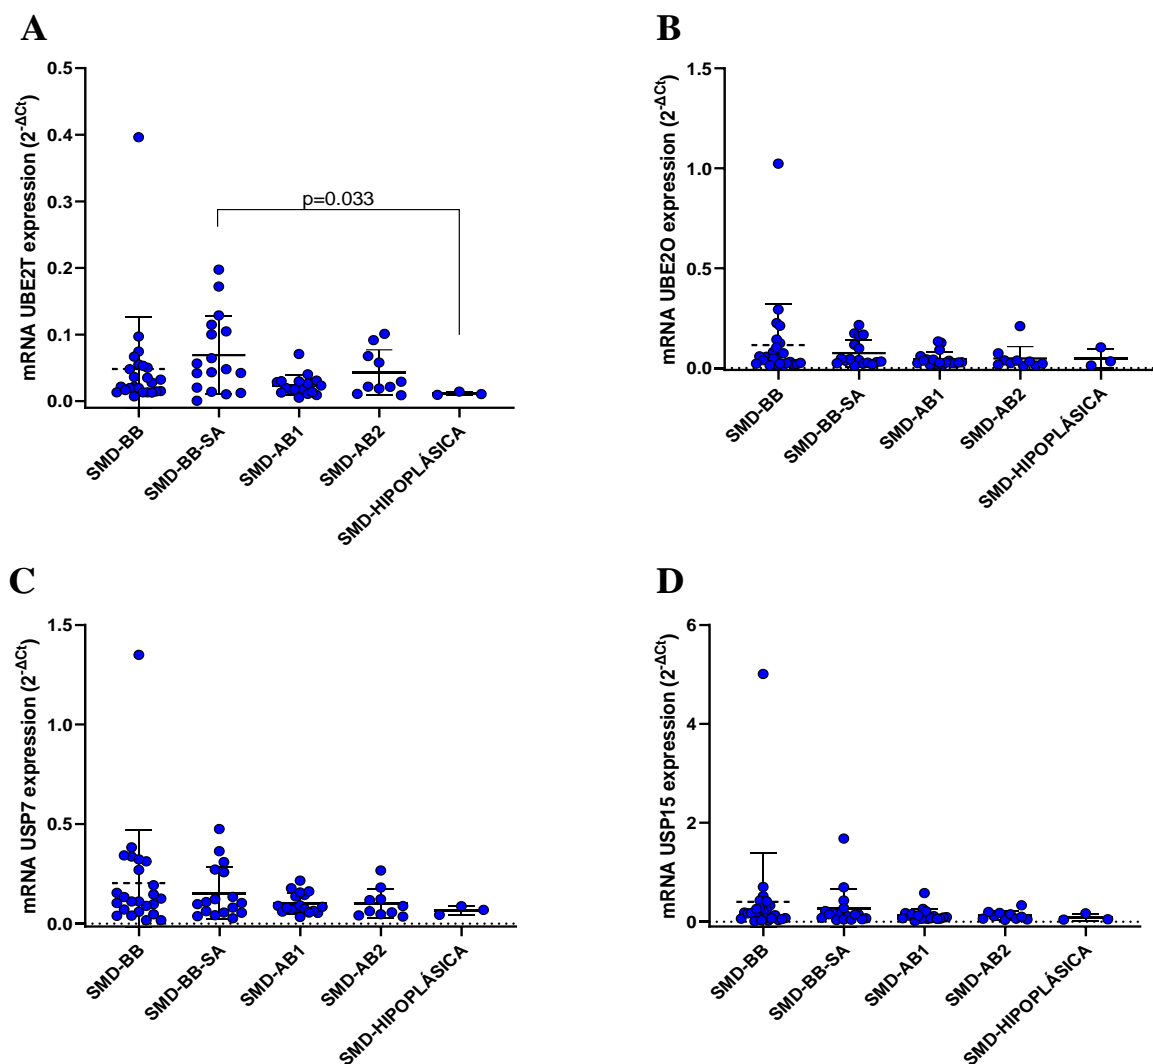 A
mRNA UBE2T expression (2^-ΔCt)
0.5
0.4
0.3
0.2
0.1
0.0
p=0.033
SMD-BB
SMD-BB-SA
SMD-AB1
SMD-AB2
SMD-HIPOPLÁSICA
B
mRNA UBE2O expression (2^-ΔCt)
1.5
1.0
0.5
0.0
SMD-BB
SMD-BB-SA
SMD-AB1
SMD-AB2
SMD-HIPOPLÁSICA
C
mRNA USP7 expression (2^-ΔCt)
1.5
1.0
0.5
0.0
SMD-BB
SMD-BB-SA
SMD-AB1
SMD-AB2
SMD-HIPOPLÁSICA
D
mRNA USP15 expression (2^-ΔCt)
6
4
2
0
SMD-BB
SMD-BB-SA
SMD-AB1
SMD-AB2
SMD-HIPOPLÁSICA